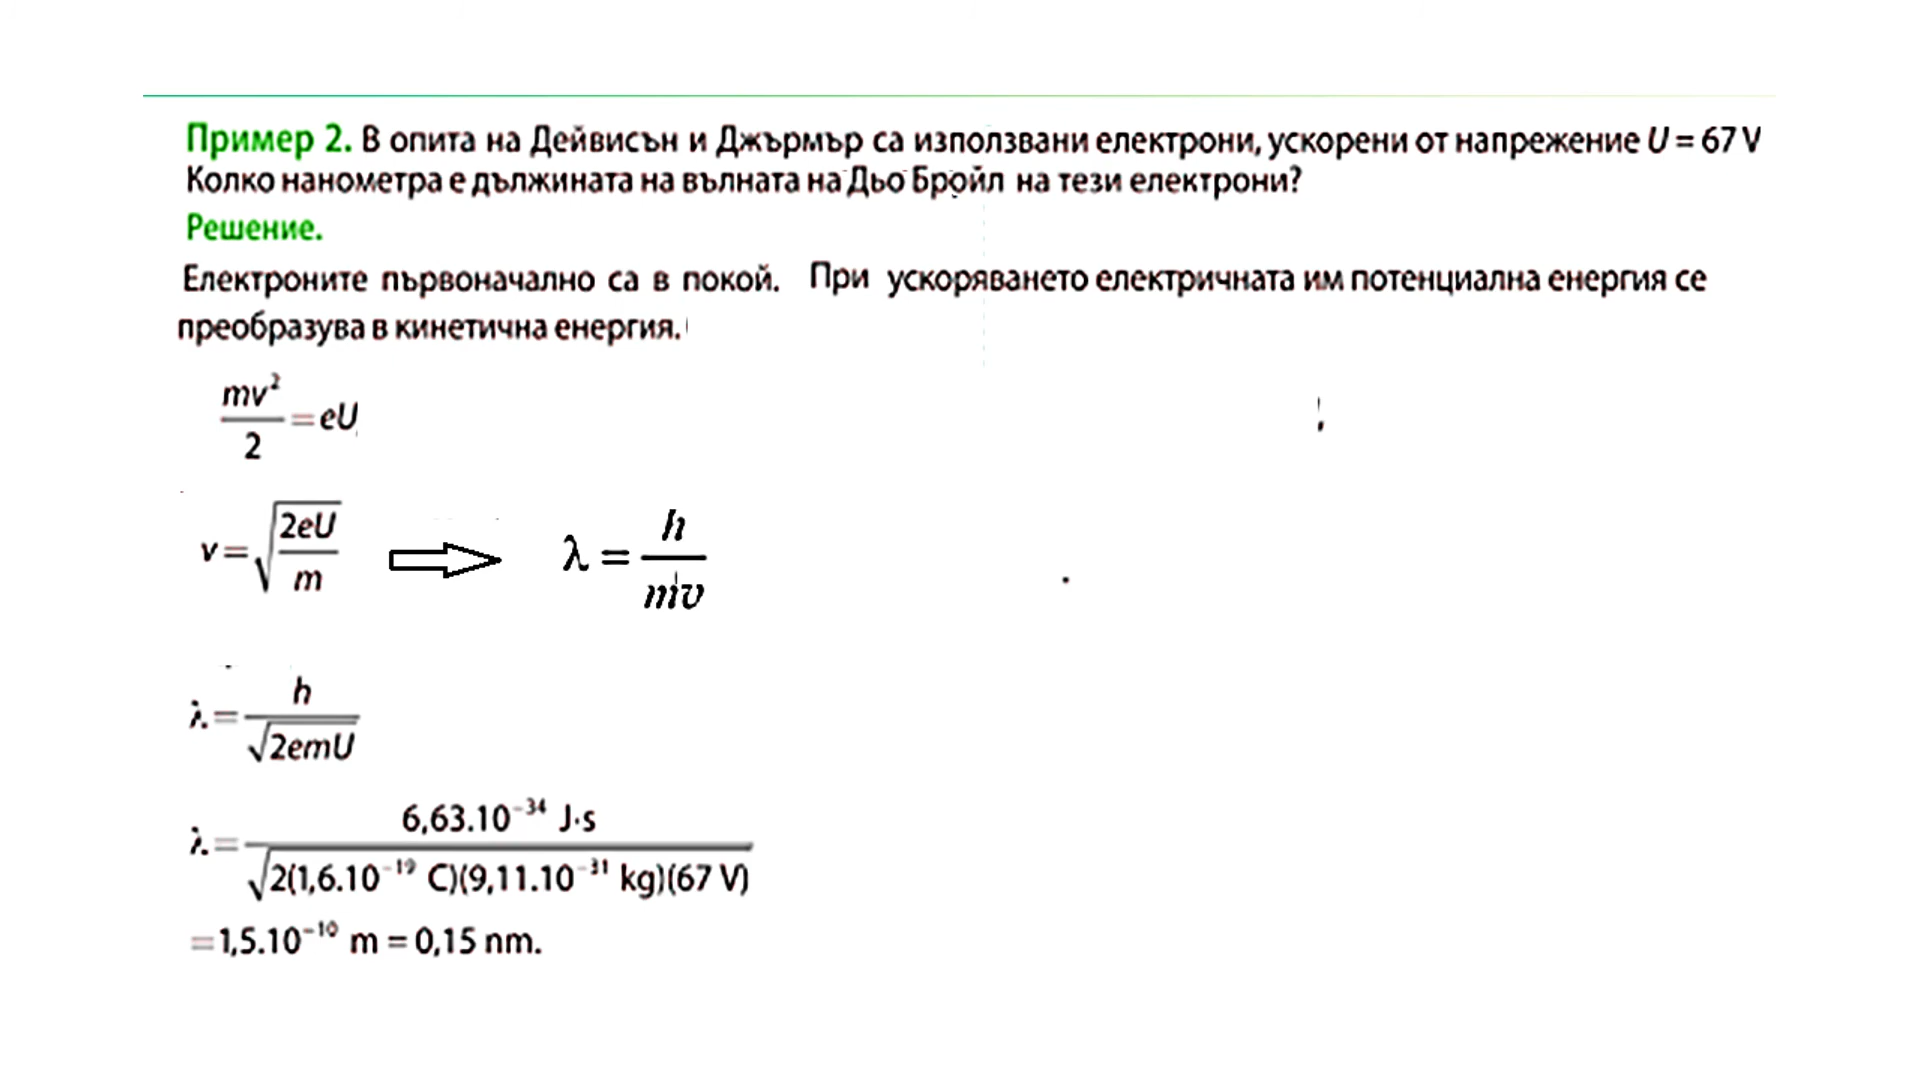 Пример 2. В опита на Дейвисън и Джърмър са използвани електрони, ускорени от напрежение U = 67 V
Колко нанометра е дължината на вълната на Дьо Бройл на тези електрони?
Решение.
Електроните първоначално са в покой. При ускоряването електричната им потенциална енергия се
преобразува в кинетична енергия.
mv²/2 = eU
v = √(2eU/m) ⇨ λ = h/mv
λ = h/√2emU
λ = 6,63.10⁻³⁴ J·s/√2(1,6.10⁻¹⁹ C)(9,11.10⁻³¹ kg)(67 V)
= 1,5.10⁻¹⁰ m = 0,15 nm.